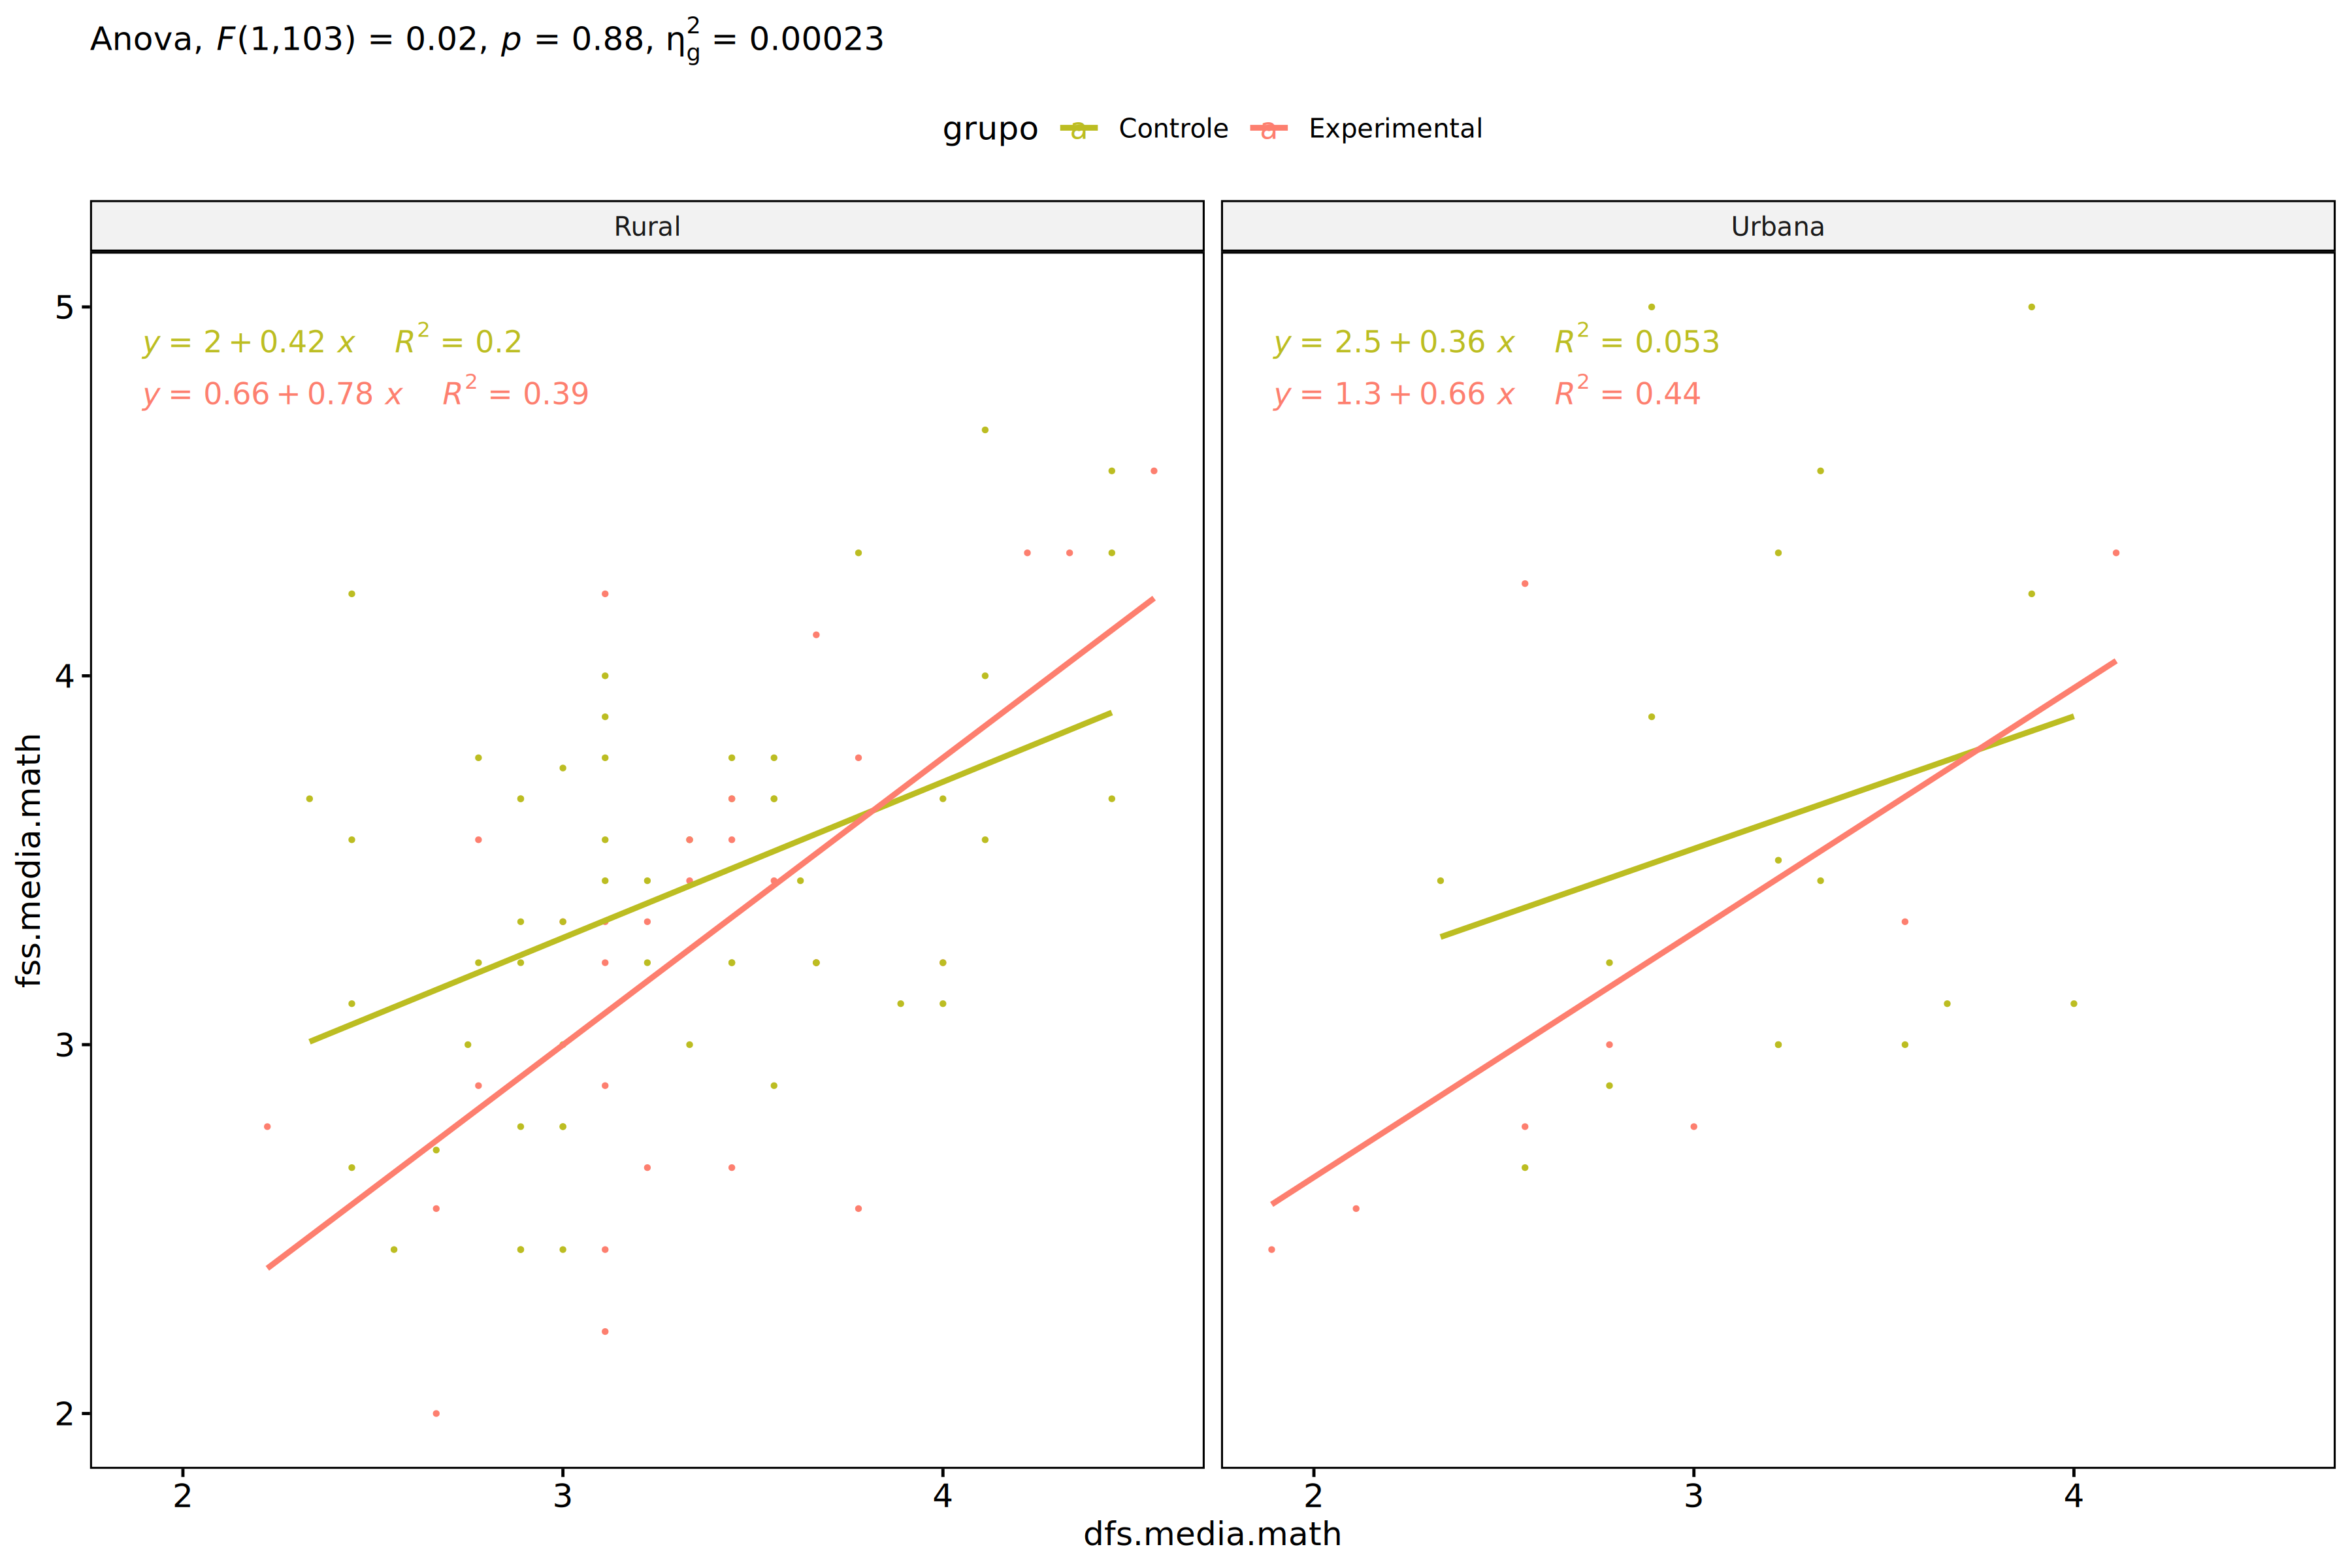 Anova, F(1,103) = 0.02, p = 0.88, η²g = 0.00023
grupo a Controle a Experimental
Rural
Urbana
y = 2 + 0.42 x R² = 0.2
y = 0.66 + 0.78 x R² = 0.39
y = 2.5 + 0.36 x R² = 0.053
y = 1.3 + 0.66 x R² = 0.44
5
4
3
2
fss.media.math
2 3 4
2 3 4
dfs.media.math